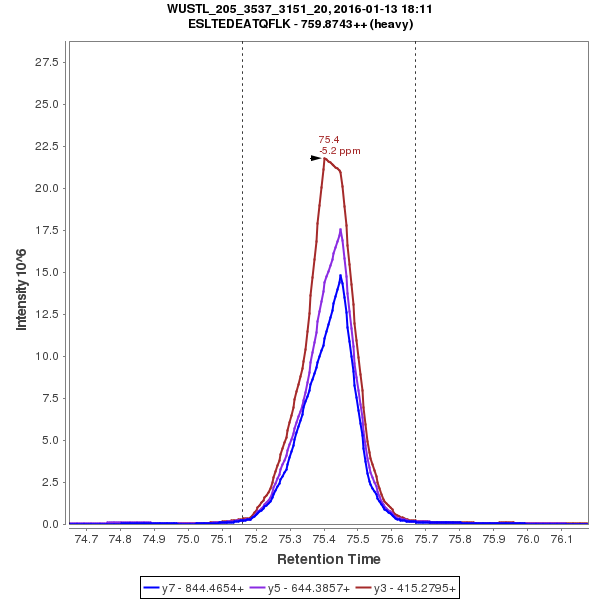 WUSTL_205_3537_3151_20, 2016-01-13 18:11
ESLTEDEATQFLK - 759.8743++ (heavy)
27.5
25.0
22.5
20.0
17.5
15.0
12.5
10.0
7.5
5.0
2.5
0.0
Intensity 10^6
75.4
-5.2 ppm
74.7 74.8 74.9 75.0 75.1 75.2 75.3 75.4 75.5 75.6 75.7 75.8 75.9 76.0 76.1
Retention Time
y7 - 844.4654+ y5 - 644.3857+ y3 - 415.2795+